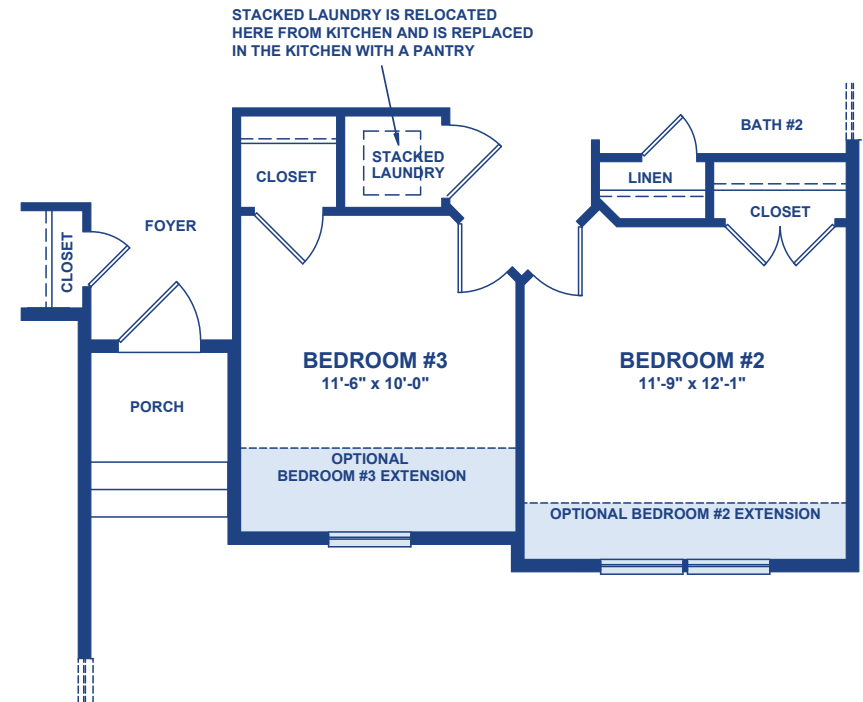 STACKED LAUNDRY IS RELOCATED
HERE FROM KITCHEN AND IS REPLACED
IN THE KITCHEN WITH A PANTRY
BATH #2
STACKED
LAUNDRY
CLOSET
LINEN
CLOSET
FOYER
CLOSET
BEDROOM #3
11'-6" x 10'-0"
BEDROOM #2
11'-9" x 12'-1"
PORCH
OPTIONAL
BEDROOM #3 EXTENSION
OPTIONAL BEDROOM #2 EXTENSION